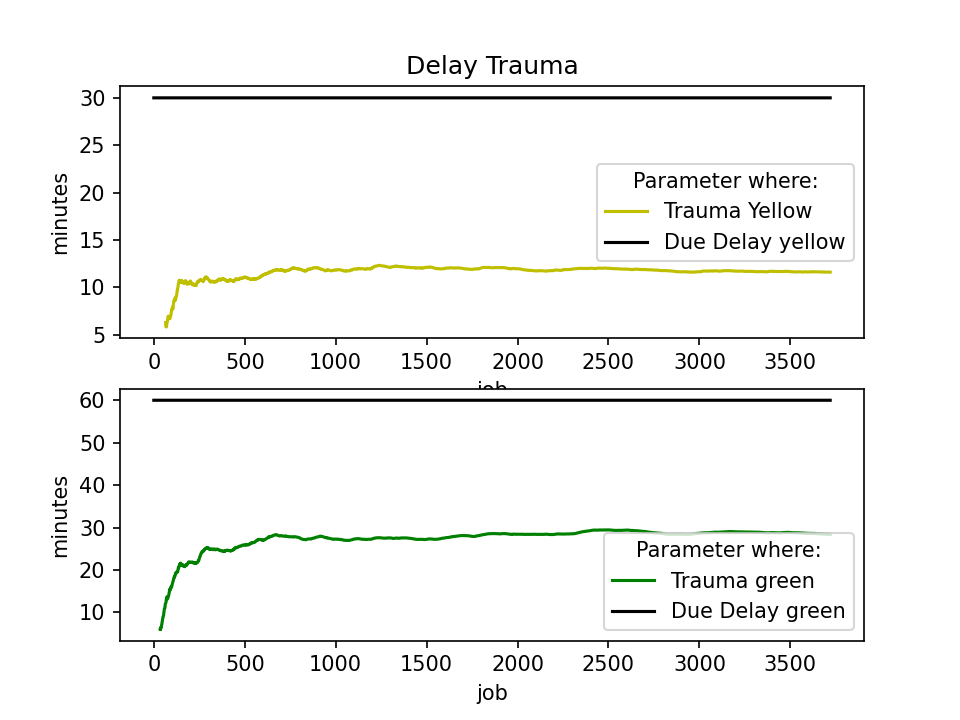 Delay Trauma
30
25
20
15
10
5
minutes
Parameter where:
Trauma Yellow
Due Delay yellow
0 500 1000 1500 2000 2500 3000 3500
job
60
50
40
30
20
10
minutes
Parameter where:
Trauma green
Due Delay green
0 500 1000 1500 2000 2500 3000 3500
job